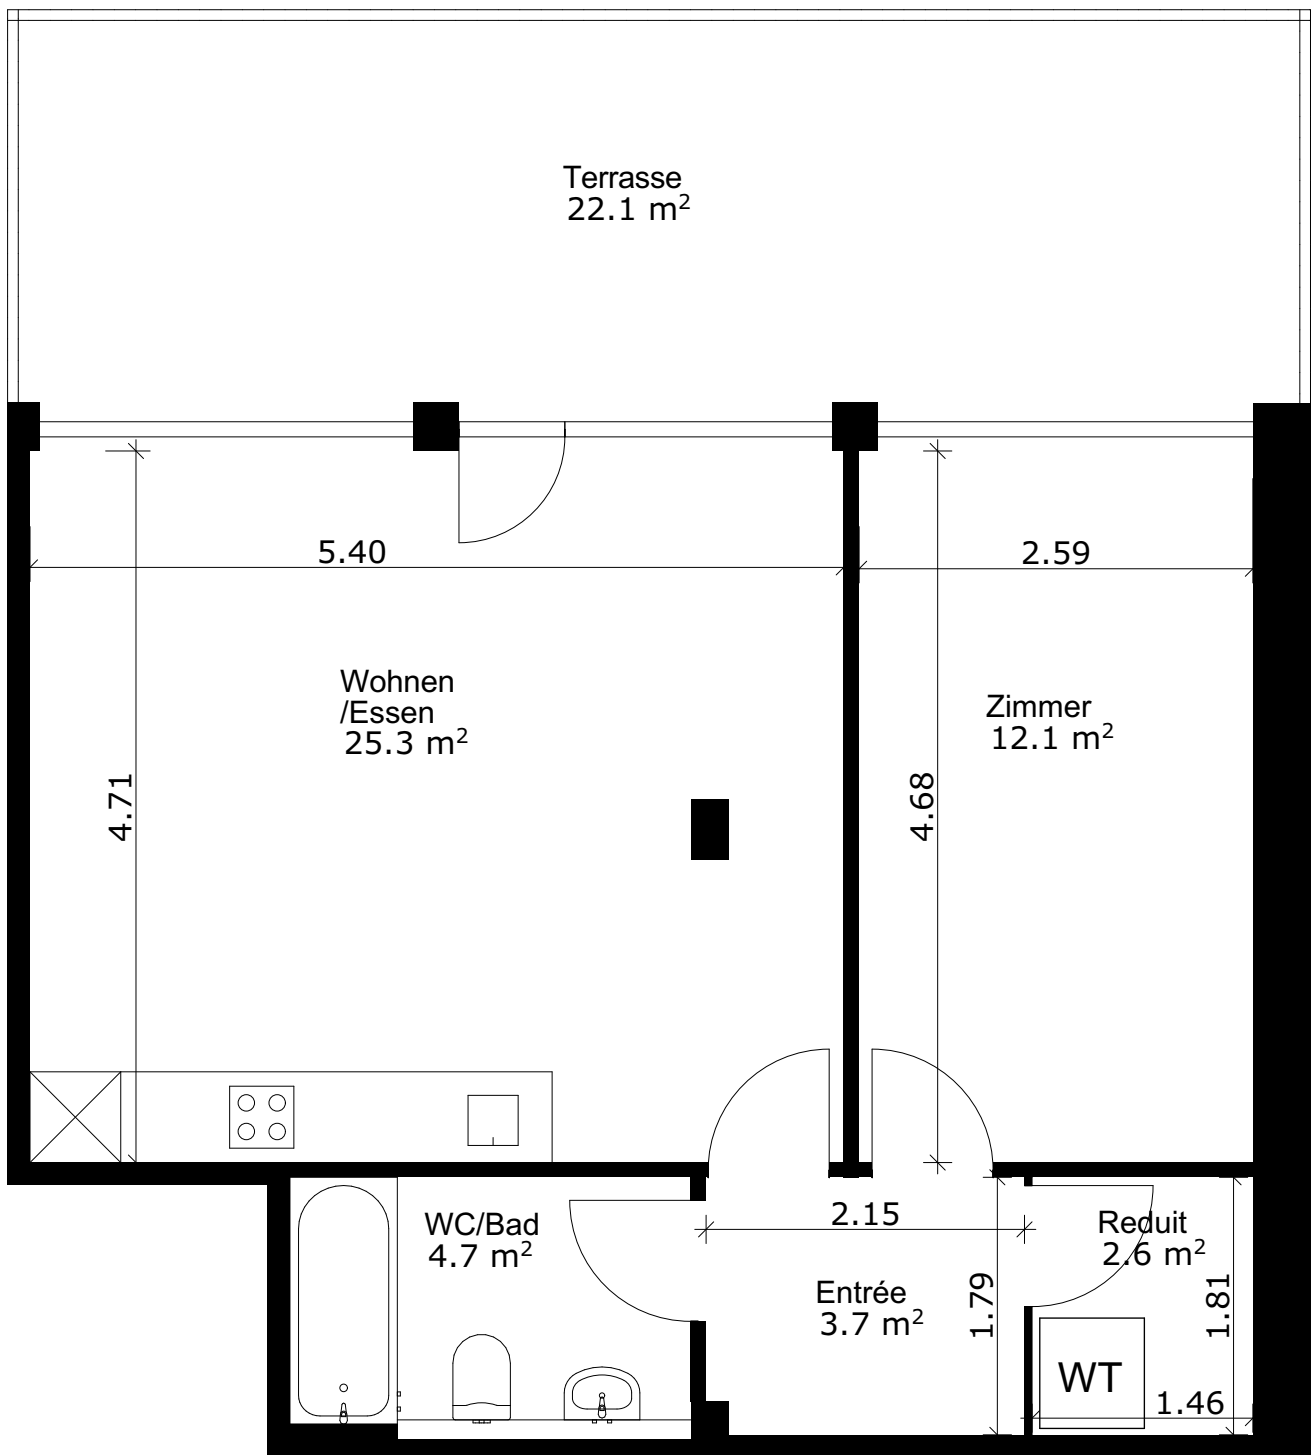 Terrasse
22.1 m²
5.40
2.59
Wohnen
/Essen
25.3 m²
Zimmer
12.1 m²
4.71
4.68
WC/Bad
4.7 m²
2.15
Reduit
2.6 m²
Entrée
3.7 m²
1.79
1.81
WT
1.46